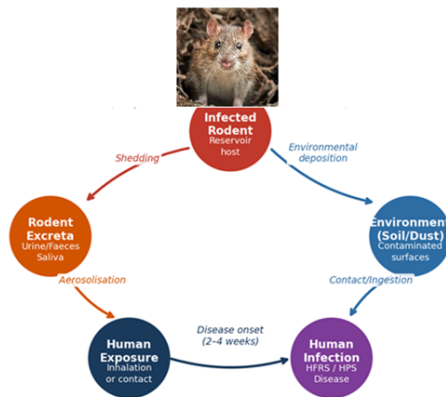 Infected
Rodent
Reservoir
host
Shedding
Environmental
deposition
Rodent
Excreta
Urine/Faeces
Saliva
Environment
(Soil/Dust)
Contaminated
surfaces
Aerosolisation
Contact/Ingestion
Human
Exposure
Inhalation
or contact
Disease onset
(2–4 weeks)
Human
Infection
HFRS / HPS
Disease